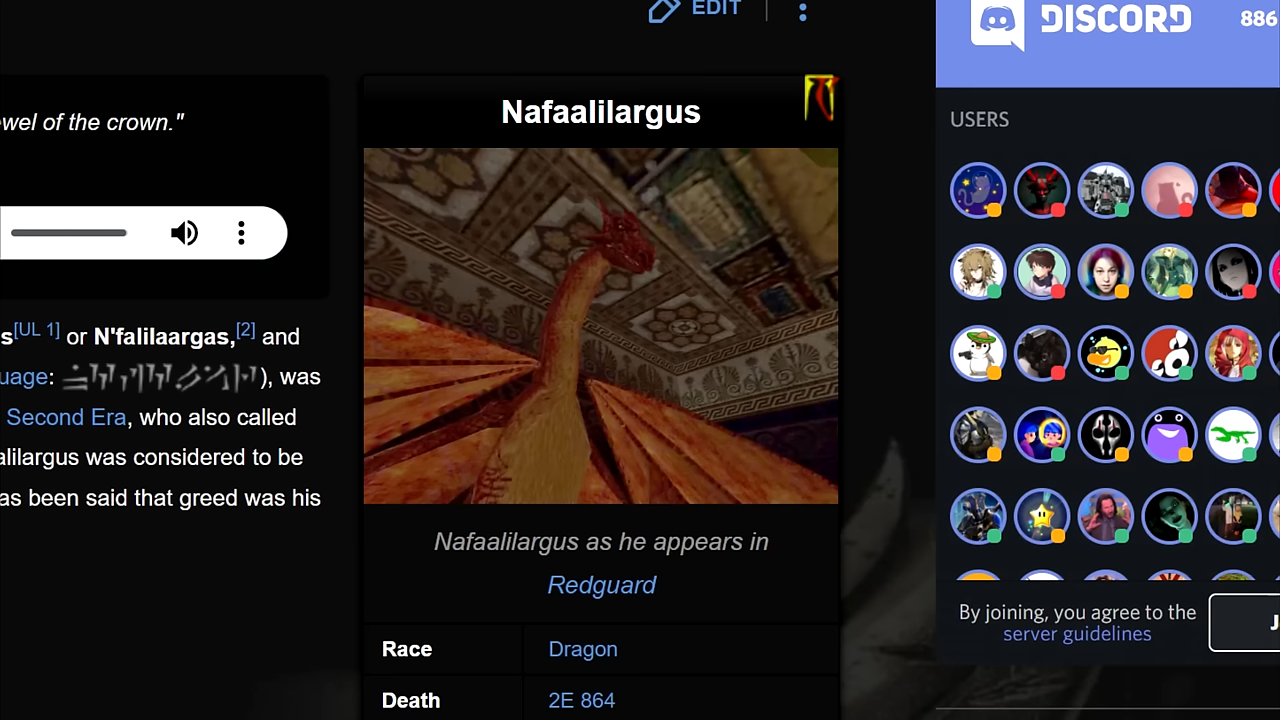 EDIT
DISCORD
886
wel of the crown."
Nafaalilargus
USERS
s[UL 1] or N'falilaargas,[2] and
uage: ), was
Second Era, who also called
alilargus was considered to be
as been said that greed was his
Nafaalilargus as he appears in
Redguard
Race Dragon
Death 2E 864
By joining, you agree to the
server guidelines
J